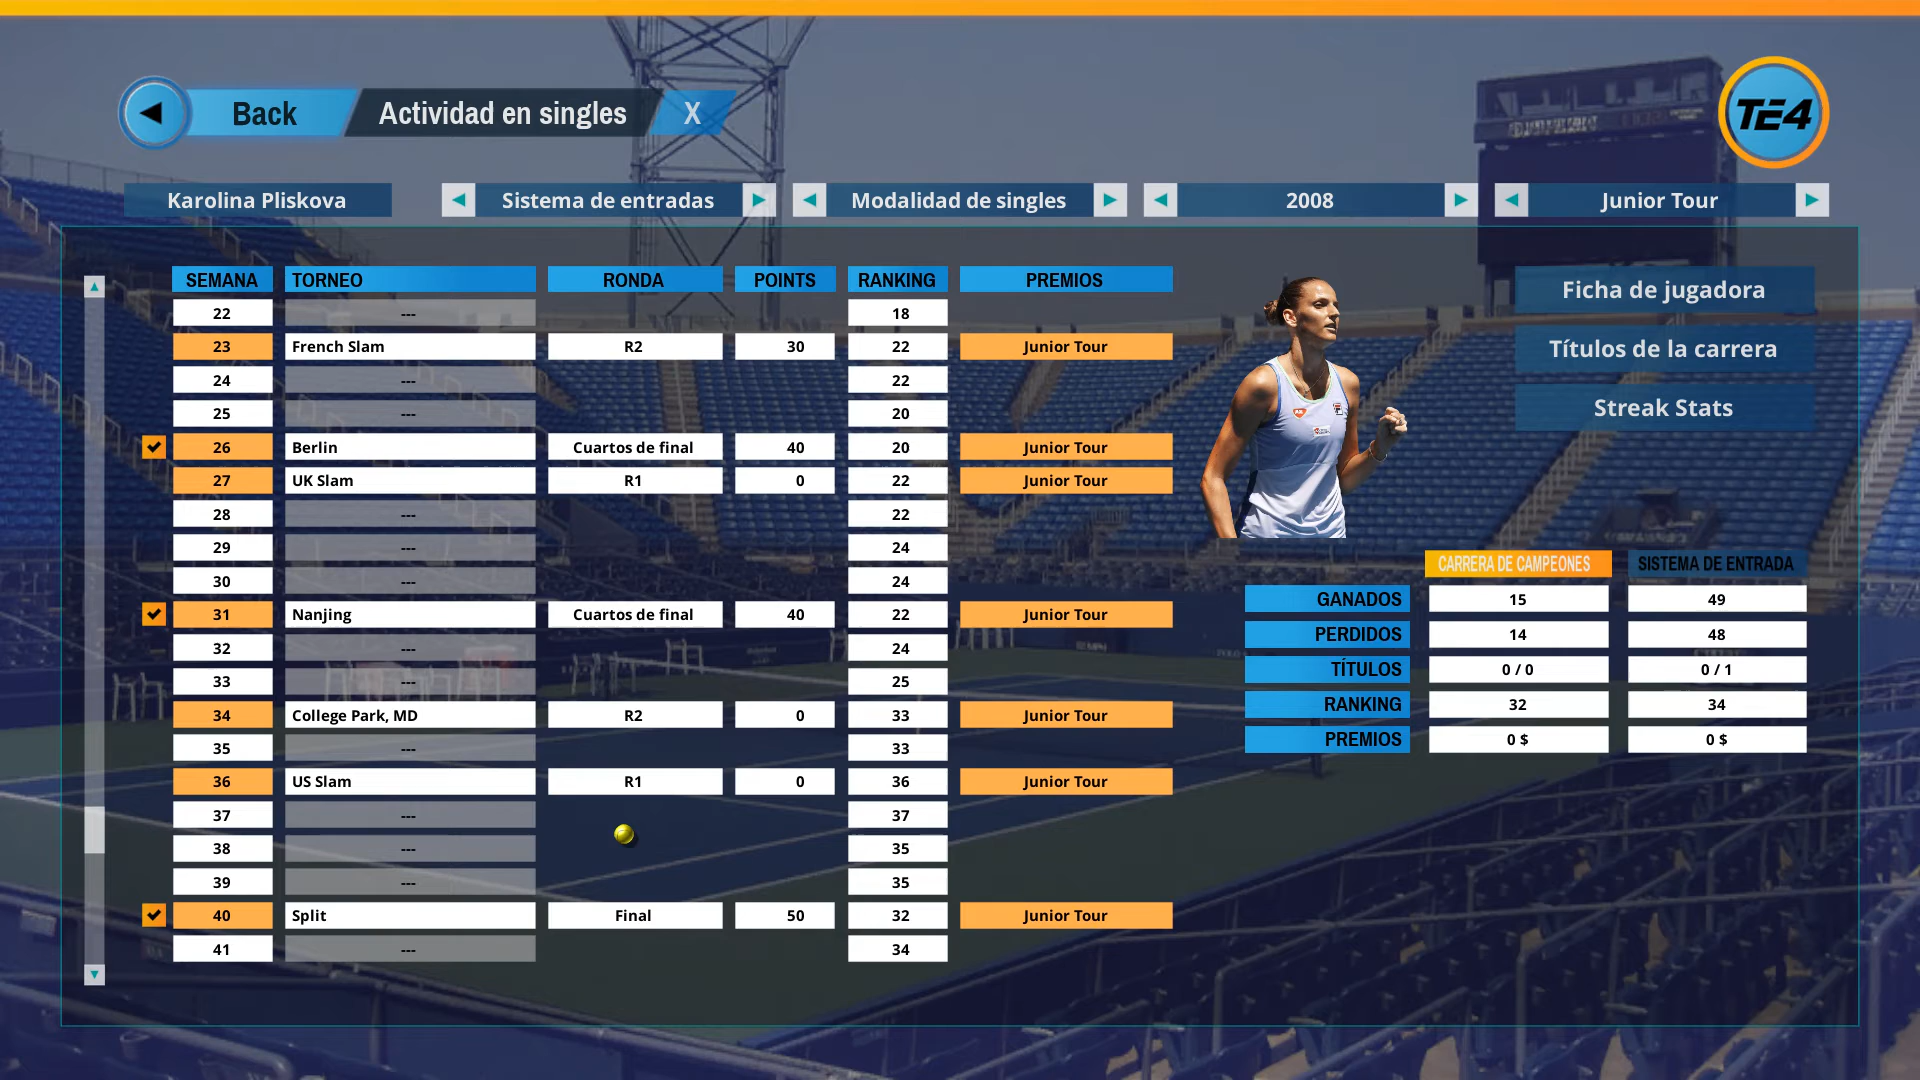 Back
Actividad en singles
X
TE4
Karolina Pliskova
Sistema de entradas
Modalidad de singles
2008
Junior Tour
SEMANA TORNEO RONDA POINTS RANKING PREMIOS
22 --- 18
23 French Slam R2 30 22 Junior Tour
24 --- 22
25 --- 20
26 Berlin Cuartos de final 40 20 Junior Tour
27 UK Slam R1 0 22 Junior Tour
28 --- 22
29 --- 24
30 --- 24
31 Nanjing Cuartos de final 40 22 Junior Tour
32 --- 24
33 --- 25
34 College Park, MD R2 0 33 Junior Tour
35 --- 33
36 US Slam R1 0 36 Junior Tour
37 --- 37
38 --- 35
39 --- 35
40 Split Final 50 32 Junior Tour
41 --- 34
Ficha de jugadora
Títulos de la carrera
Streak Stats
CARRERA DE CAMPEONES SISTEMA DE ENTRADA
GANADOS 15 49
PERDIDOS 14 48
TÍTULOS 0 / 0 0 / 1
RANKING 32 34
PREMIOS 0 $ 0 $